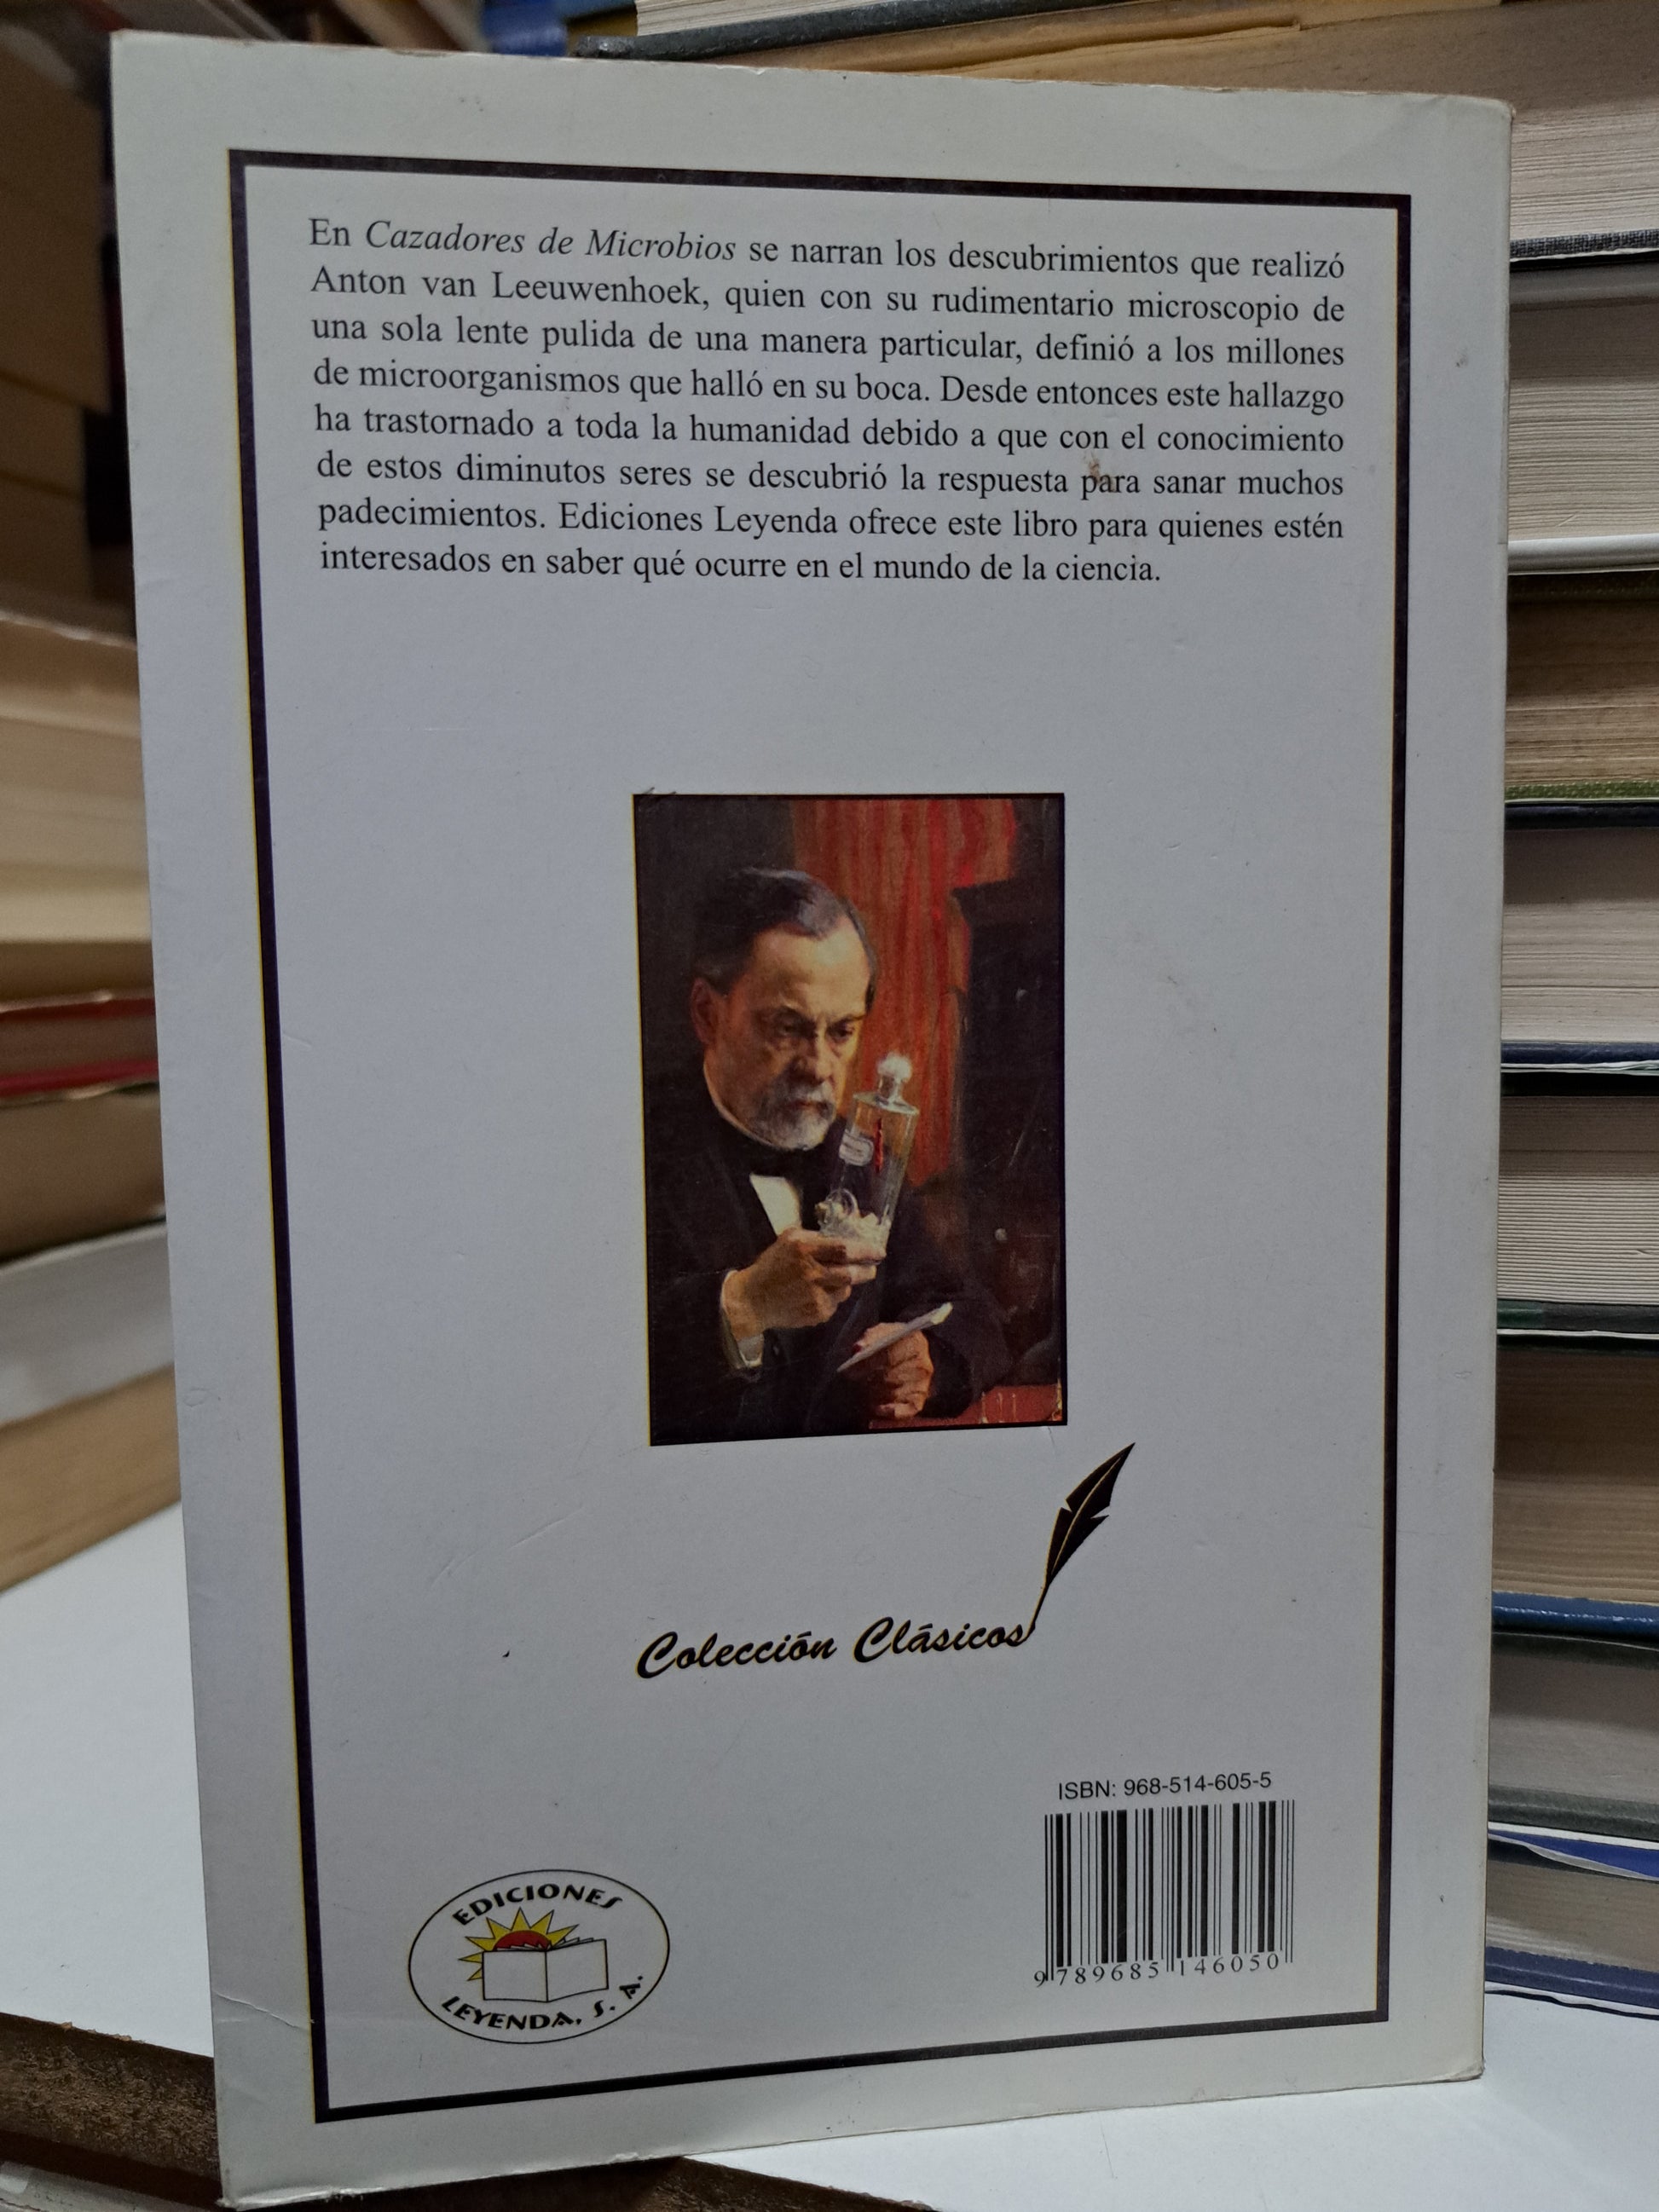 En Cazadores de Microbios se narran los descubrimientos que realizó
Anton van Leeuwenhoek, quien con su rudimentario microscopio de
una sola lente pulida de una manera particular, definió a los millones
de microorganismos que halló en su boca. Desde entonces este hallazgo
ha trastornado a toda la humanidad debido a que con el conocimiento
de estos diminutos seres se descubrió la respuesta para sanar muchos
padecimientos. Ediciones Leyenda ofrece este libro para quienes estén
interesados en saber qué ocurre en el mundo de la ciencia.
Colección Clásicos
ISBN: 968-514-605-5
9 789685 146050
EDICIONES
LEYENDA, S. A.